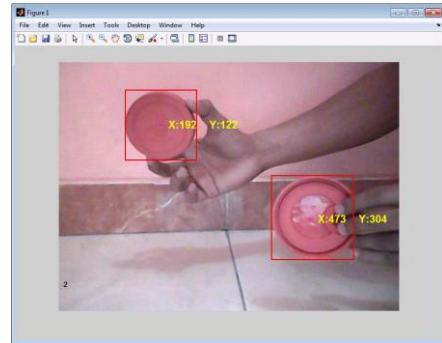 Figure 1
File Edit View Insert Tools Desktop Window Help
X:192 Y:122
X:473 Y:304
2